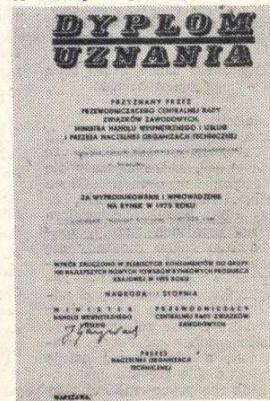 DYPLOM
UZNANIA
PRZYZNANY PRZEZ
PRZEWODNICZĄCEGO CENTRALNEJ RADY
ZWIĄZKÓW ZAWODOWYCH,
MINISTRA HANDLU WEWNĘTRZNEGO I USŁUG
I PREZESA NACZELNEJ ORGANIZACJI TECHNICZNEJ
ZA WYPRODUKOWANIE I WPROWADZENIE
NA RYNEK W 1975 ROKU
WYRÓB ZALICZONO W PLEBISCYCIE KONSUMENTÓW DO GRUPY
100 NAJLEPSZYCH NOWYCH TOWARÓW RYNKOWYCH PRODUKCJI
KRAJOWEJ W 1975 ROKU
NAGRODA I STOPNIA
MINISTER PRZEWODNICZĄCY
HANDLU WEWNĘTRZNEGO CENTRALNEJ RADY ZWIĄZKÓW
I USŁUG ZAWODOWYCH
PREZES
NACZELNEJ ORGANIZACJI
TECHNICZNEJ
WARSZAWA,